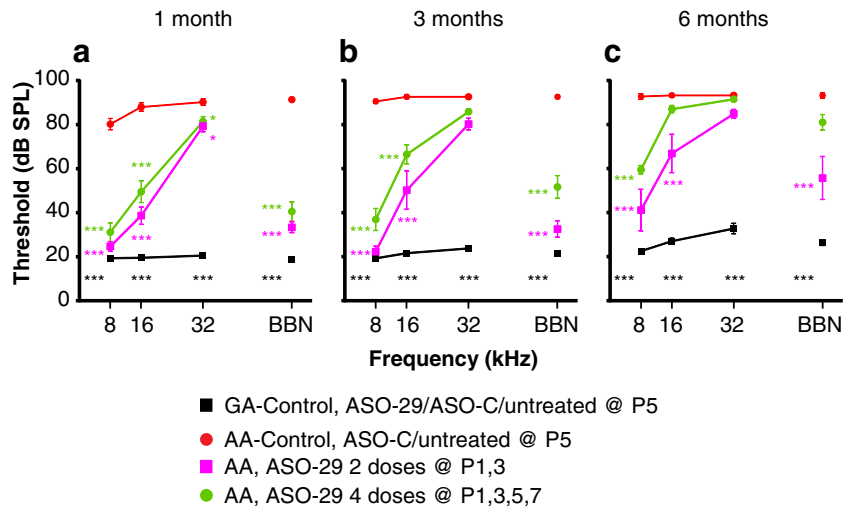 1 month 3 months 6 months
a b c
Threshold (dB SPL)
100
80
60
40
20
0
*
*
***
*** *** *** ***
*** *** *** ***
*** *** *** ***
*** *** *** ***
*** *** *** ***
*** *** *** *** *** *** *** *** *** *** *** ***
8 16 32 BBN 8 16 32 BBN 8 16 32 BBN
Frequency (kHz)
GA-Control, ASO-29/ASO-C/untreated @ P5
AA-Control, ASO-C/untreated @ P5
AA, ASO-29 2 doses @ P1,3
AA, ASO-29 4 doses @ P1,3,5,7